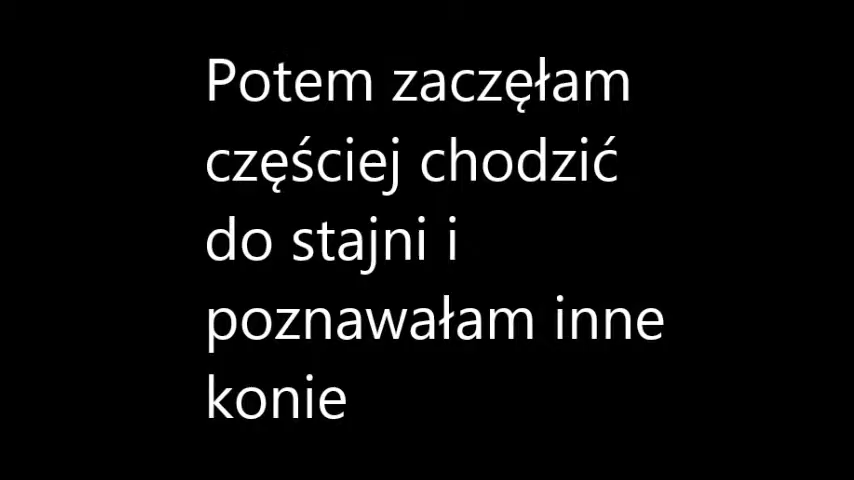 Potem zaczęłam
częściej chodzić
do stajni i
poznawałam inne
konie